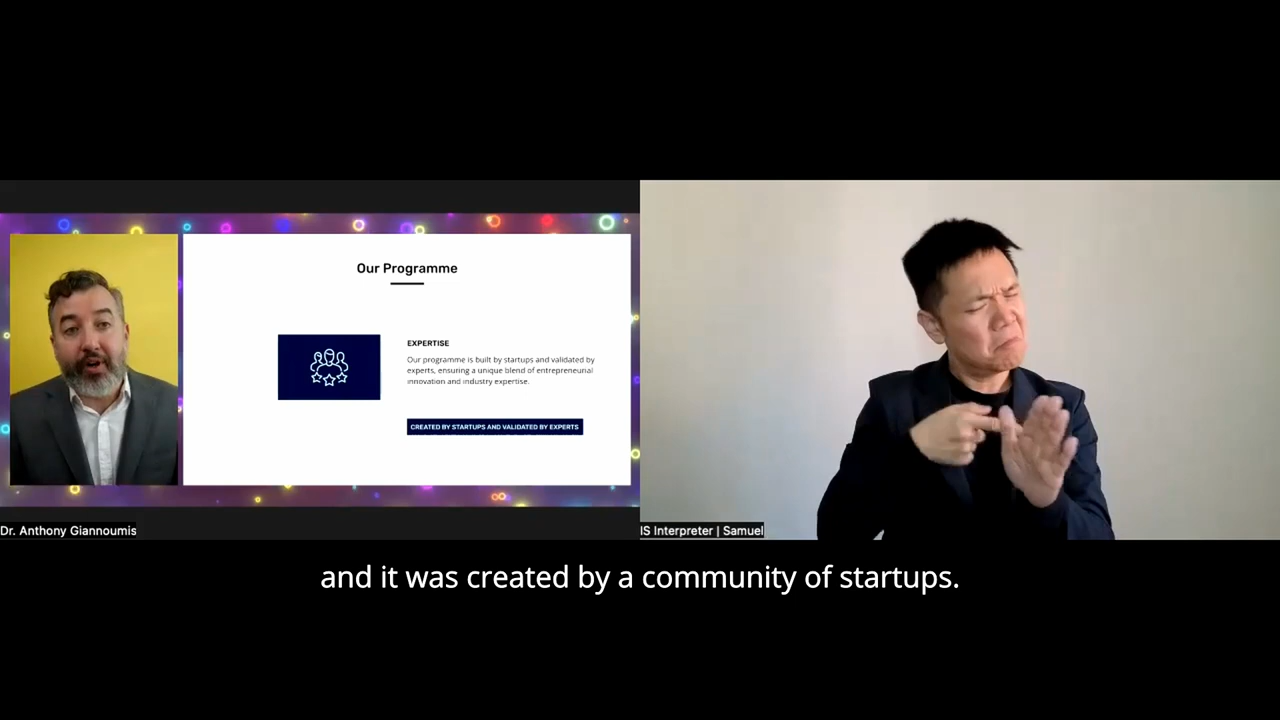 Our Programme
EXPERTISE
Our programme is built by startups and validated by
experts, ensuring a unique blend of entrepreneurial
innovation and industry expertise.
CREATED BY STARTUPS AND VALIDATED BY EXPERTS
Dr. Anthony Giannoumis
IS Interpreter | Samuel
and it was created by a community of startups.